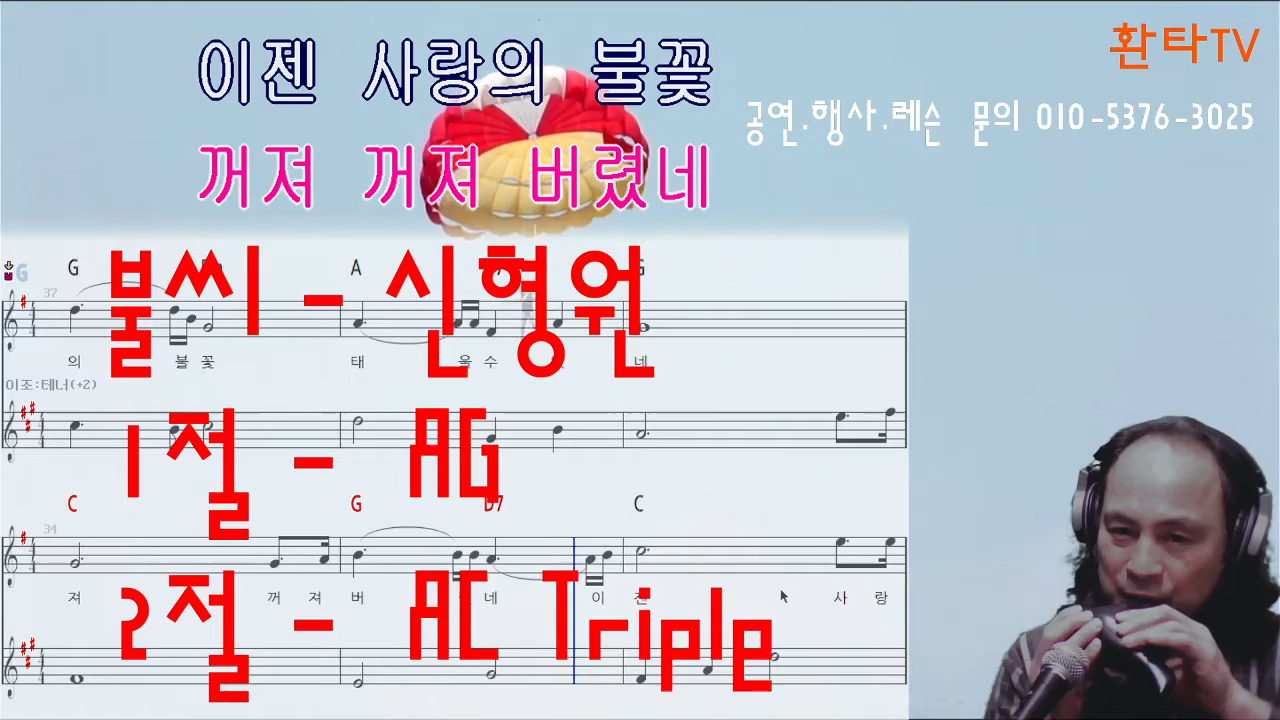 이젠 사랑의 불꽃
환타TV
공연.행사.레슨 문의 010-5376-3025
꺼져 꺼져 버렸네
불씨 - 신형원
G G A G
37
의 불 꽃 태 울 수 네
이조:테너(+2)
1절 - AG
C G D7 C
34
져 꺼 져 버 네 이 젠 사 랑
2절 - AC Triple